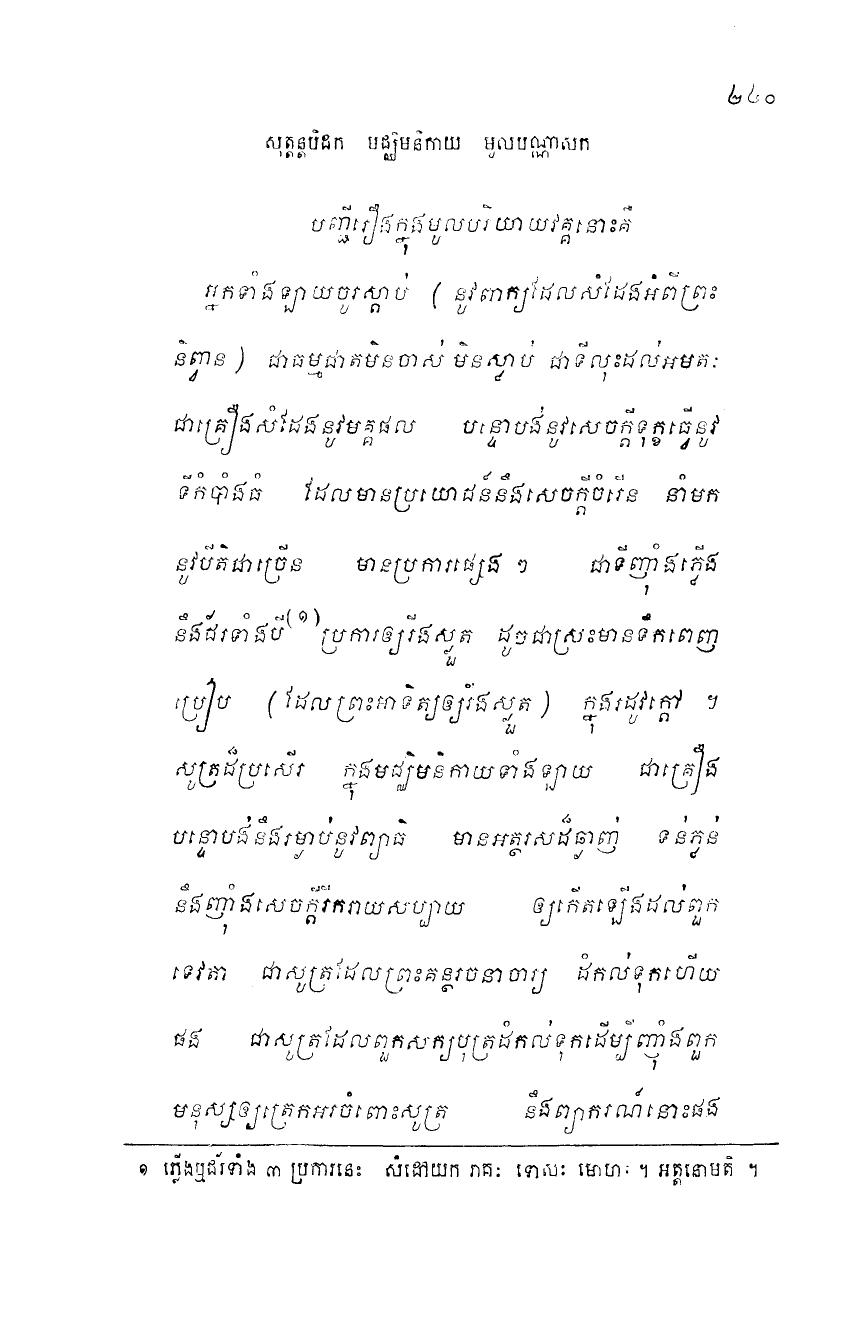 ២៤០
សុត្តន្តបិដក មជ្ឈិមនិកាយ មូលបណ្ណាសក
បញ្ជីរឿងក្នុងមូលបរិយាយវគ្គនោះគឺ
អ្នកទាំងឡាយចូរស្តាប់ ( នូវពាក្យដែលសំដែងអំពីព្រះ
និព្វាន ) ជាធម្មជាតមិនចាស់ មិនស្លាប់ ជាទីលុះដល់អមតៈ
ជាគ្រឿងសំដែងនូវមគ្គផល បន្ទោបង់នូវសេចក្តីទុក្ខធ្វើនូវ
ទីកំបាំងធំ ដែលមានប្រយោជន៍នឹងសេចក្តីចំរើន នាំមក
នូវបីតិជាច្រើន មានប្រការផ្សេង ៗ ជាទីញុំាងភ្លើង
នឹងជ័រទាំងបី(១)ប្រការឲ្យរីងស្ងួត ដូចជាស្រះមានទឹកពេញ
ប្រៀប (ដែលព្រះអាទិត្យឲ្យរីងស្ងួត) ក្នុងរដូវក្តៅ ។
សូត្រដ៏ប្រសើរ ក្នុងមជ្ឈិមនិកាយទាំងឡាយ ជាគ្រឿង
បន្ទោបង់នឹងរម្ងាប់នូវព្យាធិ មានអត្ថរសដ៏ឆ្ងាញ់ ទន់ភ្លន់
នឹងញុំាងសេចក្តីរីករាយសប្បាយ ឲ្យកើតឡើងដល់ពួក
ទេវតា ជាសូត្រដែលព្រះគន្ថរចនាចារ្យ ដំកល់ទុកហើយ
ផង ជាសូត្រដែលពួកសក្យបុត្រដំកល់ទុកដើម្បីញុំាងពួក
មនុស្សឲ្យត្រេកអរចំពោះសូត្រ នឹងព្យាករណ៍នោះផង
១ ភ្លើងឬជ័រទាំង ៣ ប្រការនេះ សំដៅយក រាគៈ ទោសៈ មោហៈ ។ អត្តនោមតិ ។